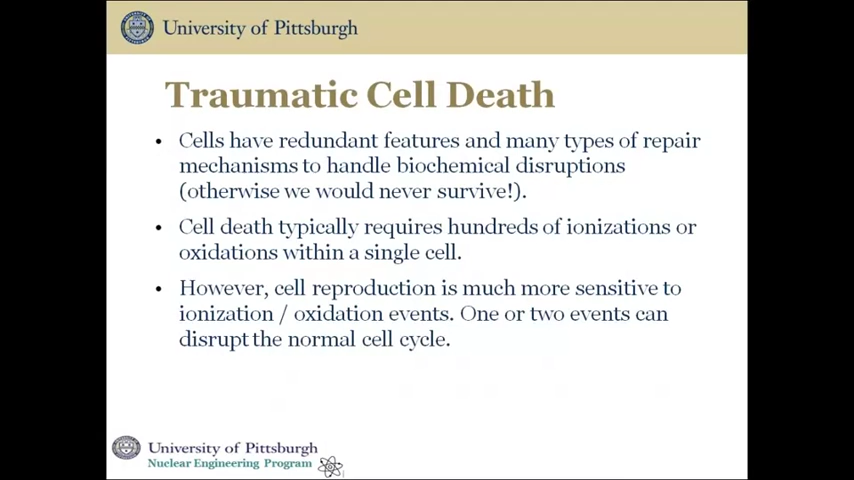 University of Pittsburgh
Traumatic Cell Death
• Cells have redundant features and many types of repair
mechanisms to handle biochemical disruptions
(otherwise we would never survive!).
• Cell death typically requires hundreds of ionizations or
oxidations within a single cell.
• However, cell reproduction is much more sensitive to
ionization / oxidation events. One or two events can
disrupt the normal cell cycle.
University of Pittsburgh
Nuclear Engineering Program